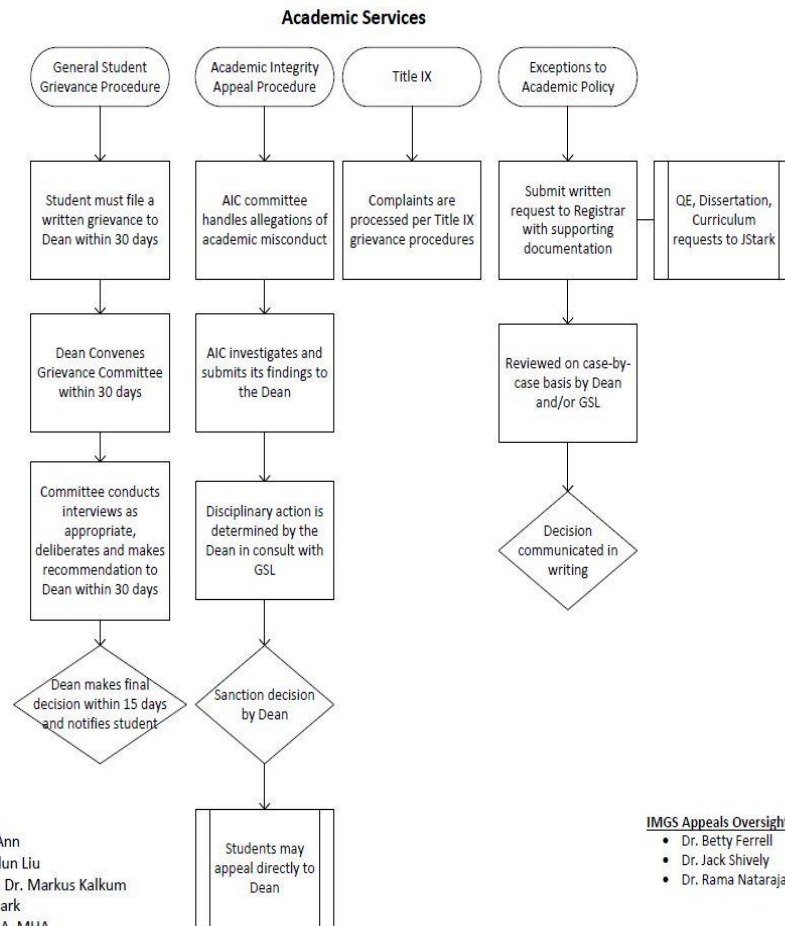 Academic Services
General Student
Grievance Procedure
Student must file a
written grievance to
Dean within 30 days
Dean Convenes
Grievance Committee
within 30 days
Committee conducts
interviews as
appropriate,
deliberates and makes
recommendation to
Dean within 30 days
Dean makes final
decision within 15 days
and notifies student
Academic Integrity
Appeal Procedure
AIC committee
handles allegations of
academic misconduct
AIC investigates and
submits its findings to
the Dean
Disciplinary action is
determined by the
Dean in consult with
GSL
Sanction decision
by Dean
Students may
appeal directly to
Dean
Title IX
Complaints are
processed per Title IX
grievance procedures
Exceptions to
Academic Policy
Submit written
request to Registrar
with supporting
documentation
QE, Dissertation,
Curriculum
requests to JStark
Reviewed on case-by-
case basis by Dean
and/or GSL
Decision
communicated in
writing
Ann
Liu
Dr. Markus Kalkum
MHA
IMGS Appeals Oversight
• Dr. Betty Ferrell
• Dr. Jack Shively
• Dr. Rama